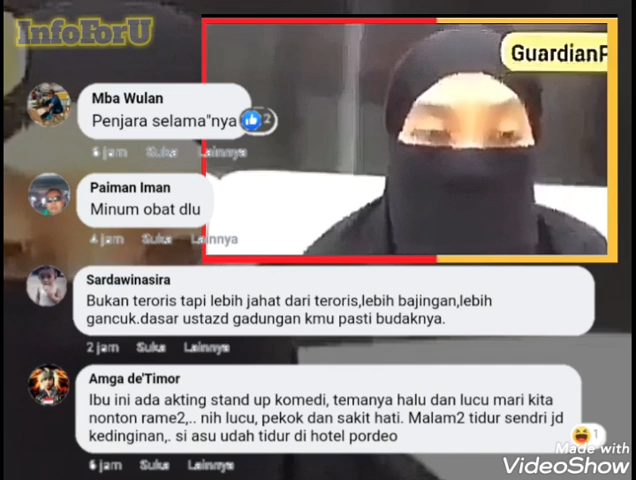 InfoForU
GuardianF
Mba Wulan
Penjara selama"nya
2
6 jam Suka Lainnya
Paiman Iman
Minum obat dlu
4 jam Suka Lainnya
Sardawinasira
Bukan teroris tapi lebih jahat dari teroris,lebih bajingan,lebih
gancuk.dasar ustazd gadungan kmu pasti budaknya.
2 jam Suka Lainnya
Amga de'Timor
Ibu ini ada akting stand up komedi, temanya halu dan lucu mari kita
nonton rame2,.. nih lucu, pekok dan sakit hati. Malam2 tidur sendri jd
kedinginan,. si asu udah tidur di hotel pordeo
1
6 jam Suka Lainnya
Made with
VideoShow